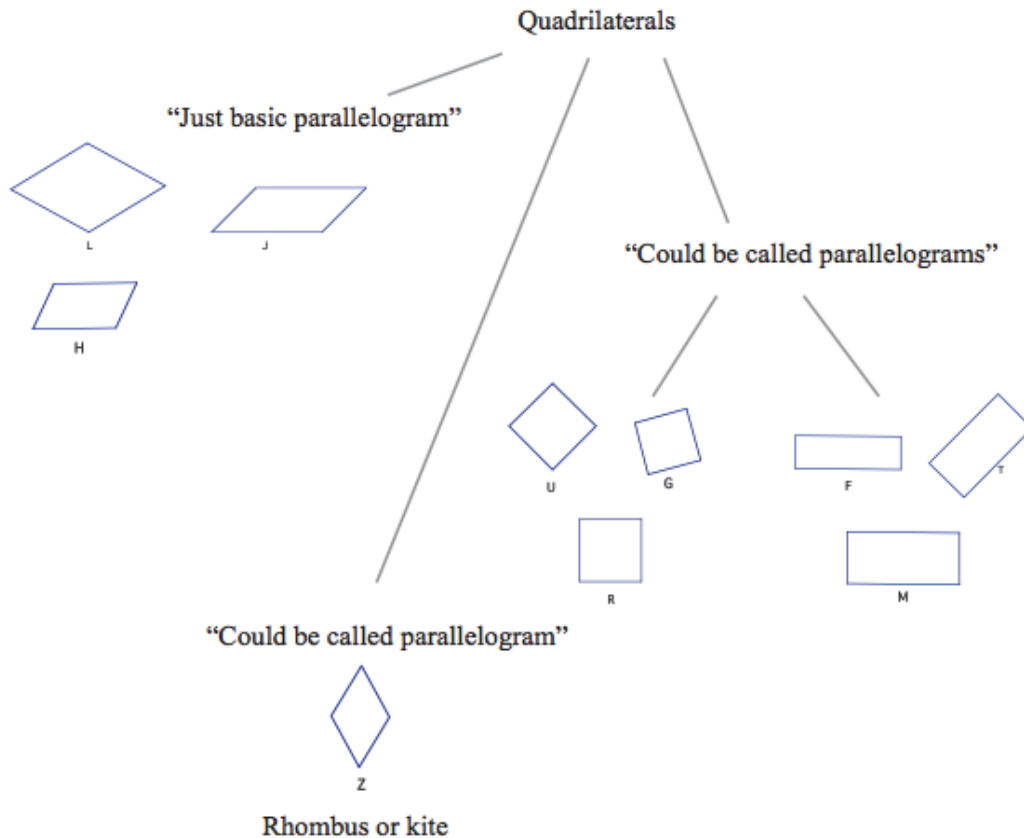 Quadrilaterals
“Just basic parallelogram”
L
J
“Could be called parallelograms”
H
U
G
F
T
R
M
“Could be called parallelogram”
Z
Rhombus or kite